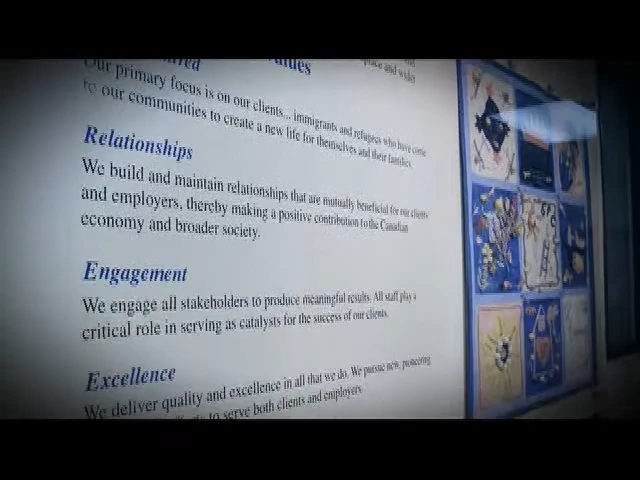 place and wider
Our primary focus is on our clients... immigrants and refugees who have come
to our communities to create a new life for themselves and their families.
Relationships
We build and maintain relationships that are mutually beneficial for our clients
and employers, thereby making a positive contribution to the Canadian
economy and broader society.
Engagement
We engage all stakeholders to produce meaningful results. All staff play a
critical role in serving as catalysts for the success of our clients.
Excellence
We deliver quality and excellence in all that we do. We pursue new, pioneering
to serve both clients and employers.